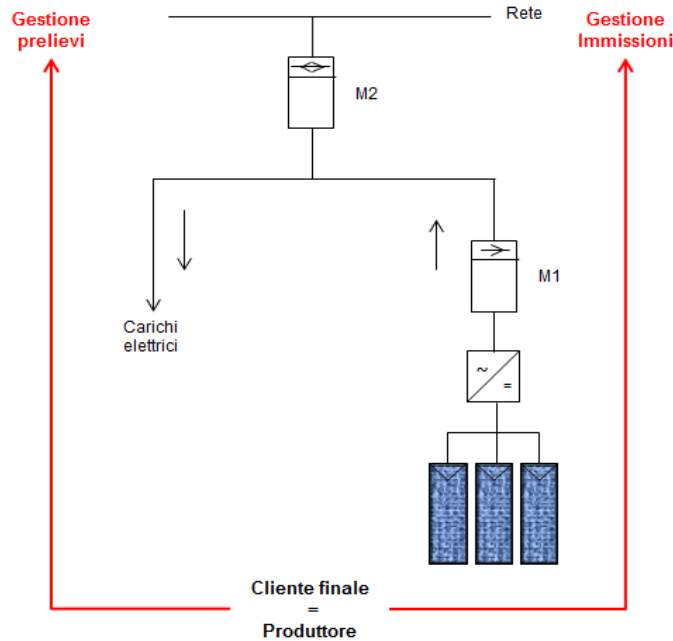 Gestione
prelievi
Rete
Gestione
Immissioni
M2
M1
Carichi
elettrici
~
=
Cliente finale
=
Produttore